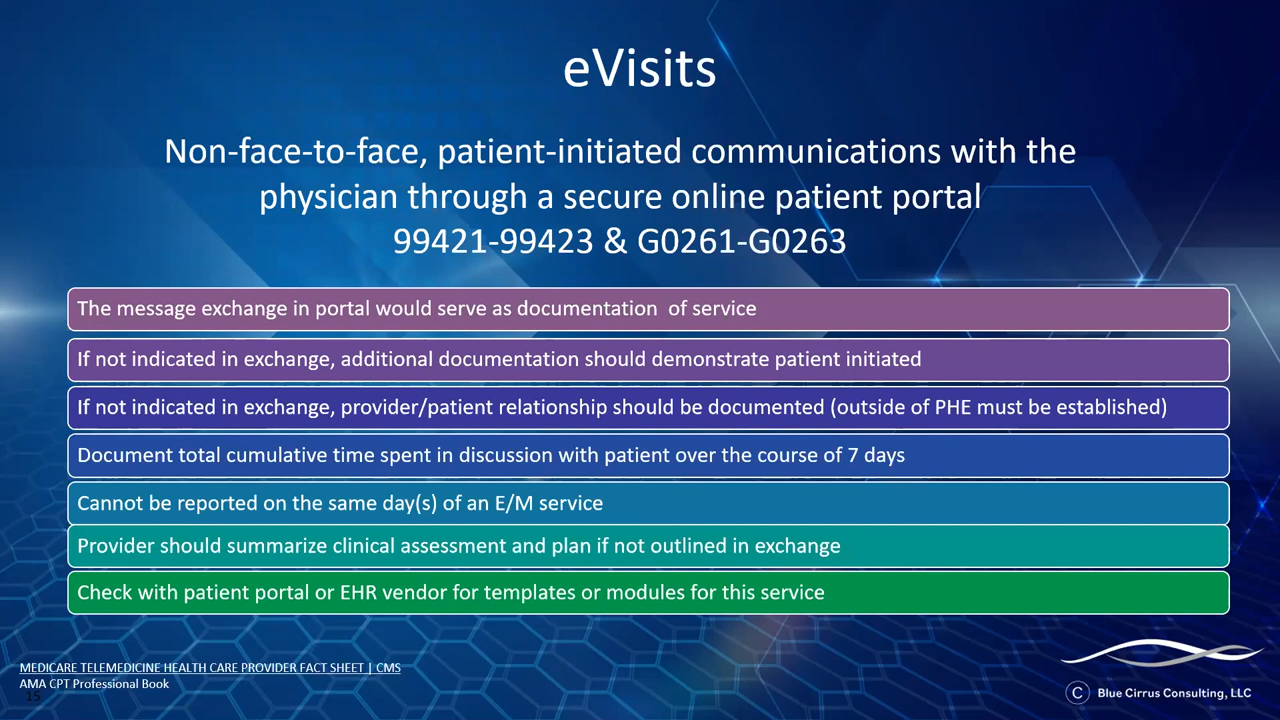 eVisits
Non-face-to-face, patient-initiated communications with the
physician through a secure online patient portal
99421-99423 & G0261-G0263
The message exchange in portal would serve as documentation  of service
If not indicated in exchange, additional documentation should demonstrate patient initiated
If not indicated in exchange, provider/patient relationship should be documented (outside of PHE must be established)
Document total cumulative time spent in discussion with patient over the course of 7 days
Cannot be reported on the same day(s) of an E/M service
Provider should summarize clinical assessment and plan if not outlined in exchange
Check with patient portal or EHR vendor for templates or modules for this service
MEDICARE TELEMEDICINE HEALTH CARE PROVIDER FACT SHEET | CMS
AMA CPT Professional Book
15
© Blue Cirrus Consulting, LLC